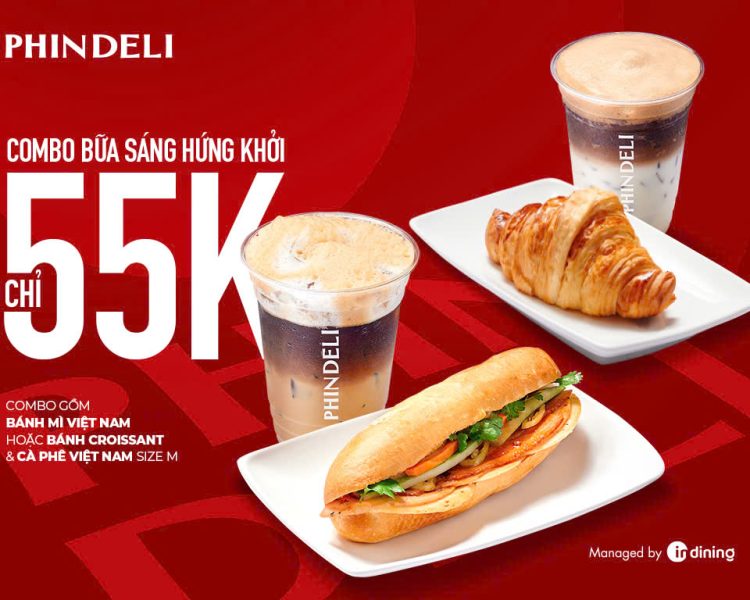 PHINDELI
COMBO BỮA SÁNG HỨNG KHỞI
CHỈ 55K
COMBO GỒM
BÁNH MÌ VIỆT NAM
HOẶC BÁNH CROISSANT
& CÀ PHÊ VIỆT NAM SIZE M
PHINDELI
PHINDELI
Managed by in dining